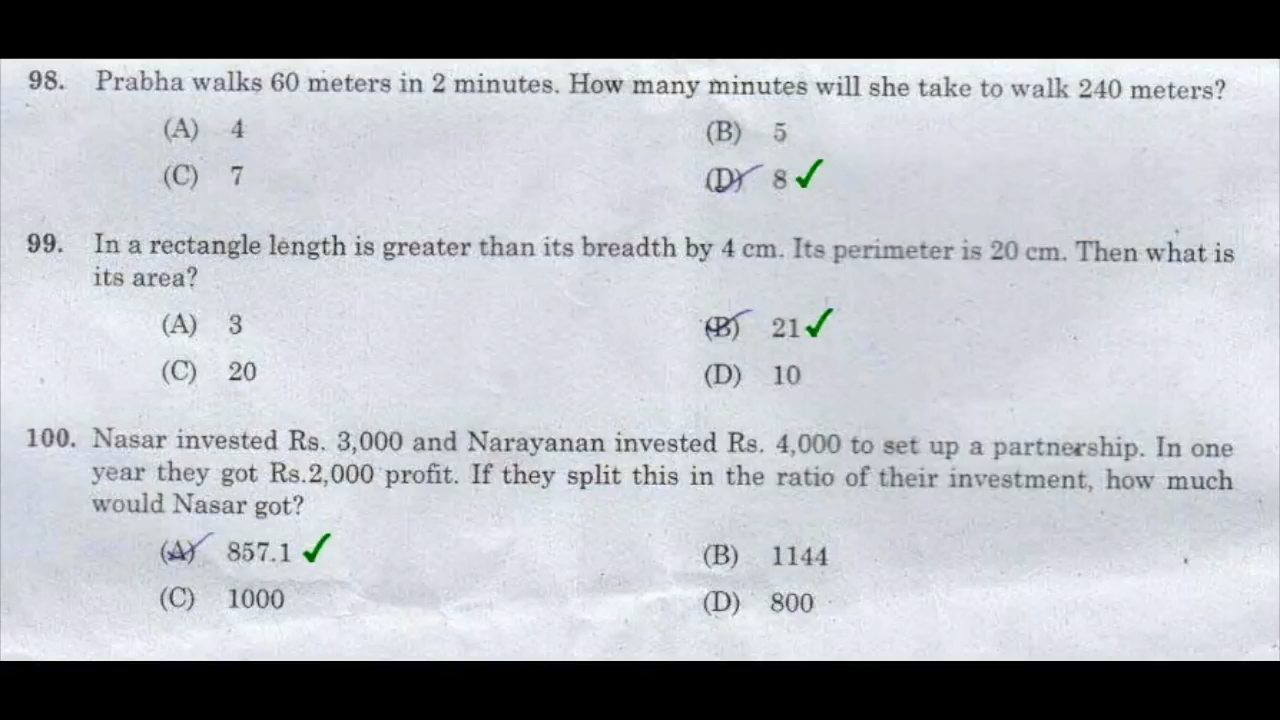 98. Prabha walks 60 meters in 2 minutes. How many minutes will she take to walk 240 meters?
(A) 4 (B) 5
(C) 7 (D) 8
99. In a rectangle length is greater than its breadth by 4 cm. Its perimeter is 20 cm. Then what is
its area?
(A) 3 (B) 21
(C) 20 (D) 10
100. Nasar invested Rs. 3,000 and Narayanan invested Rs. 4,000 to set up a partnership. In one
year they got Rs.2,000 profit. If they split this in the ratio of their investment, how much
would Nasar got?
(A) 857.1 (B) 1144
(C) 1000 (D) 800